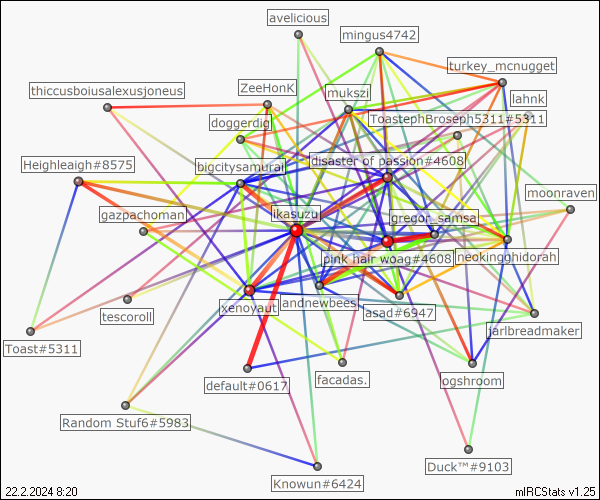 avelicious
mingus4742
turkey_mcnugget
thiccusboiusalexusjoneus
ZeeHonK
mukszi
lahnk
doggerdig
ToastephBroseph5311#5311
Heighleaigh#8575
bigcitysamurai
disaster of passion#4608
moonraven
gazpachoman
ikasuzu
gregor_samsa
pink hair woag#4608
neokingghidorah
tescoroll
xenoyaut
andnewbees
asad#6947
jarlbreadmaker
Toast#5311
default#0617
facadas.
ogshroom
Random Stuf6#5983
Knowun#6424
Duck™#9103
22.2.2024 8:20
mIRCStats v1.25